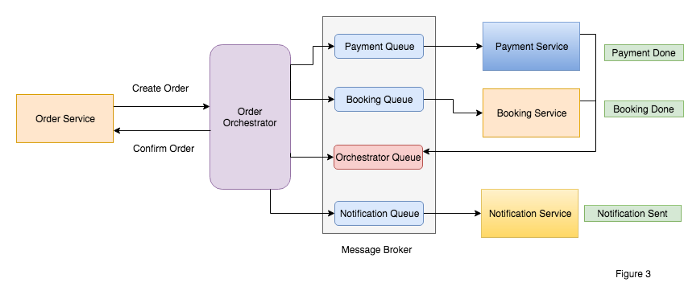 Payment Queue
Payment Service
Payment Done
Create Order
Booking Queue
Booking Done
Order Service
Order
Orchestrator
Booking Service
Confirm Order
Orchestrator Queue
Notification Queue
Notification Service
Notification Sent
Message Broker
Figure 3